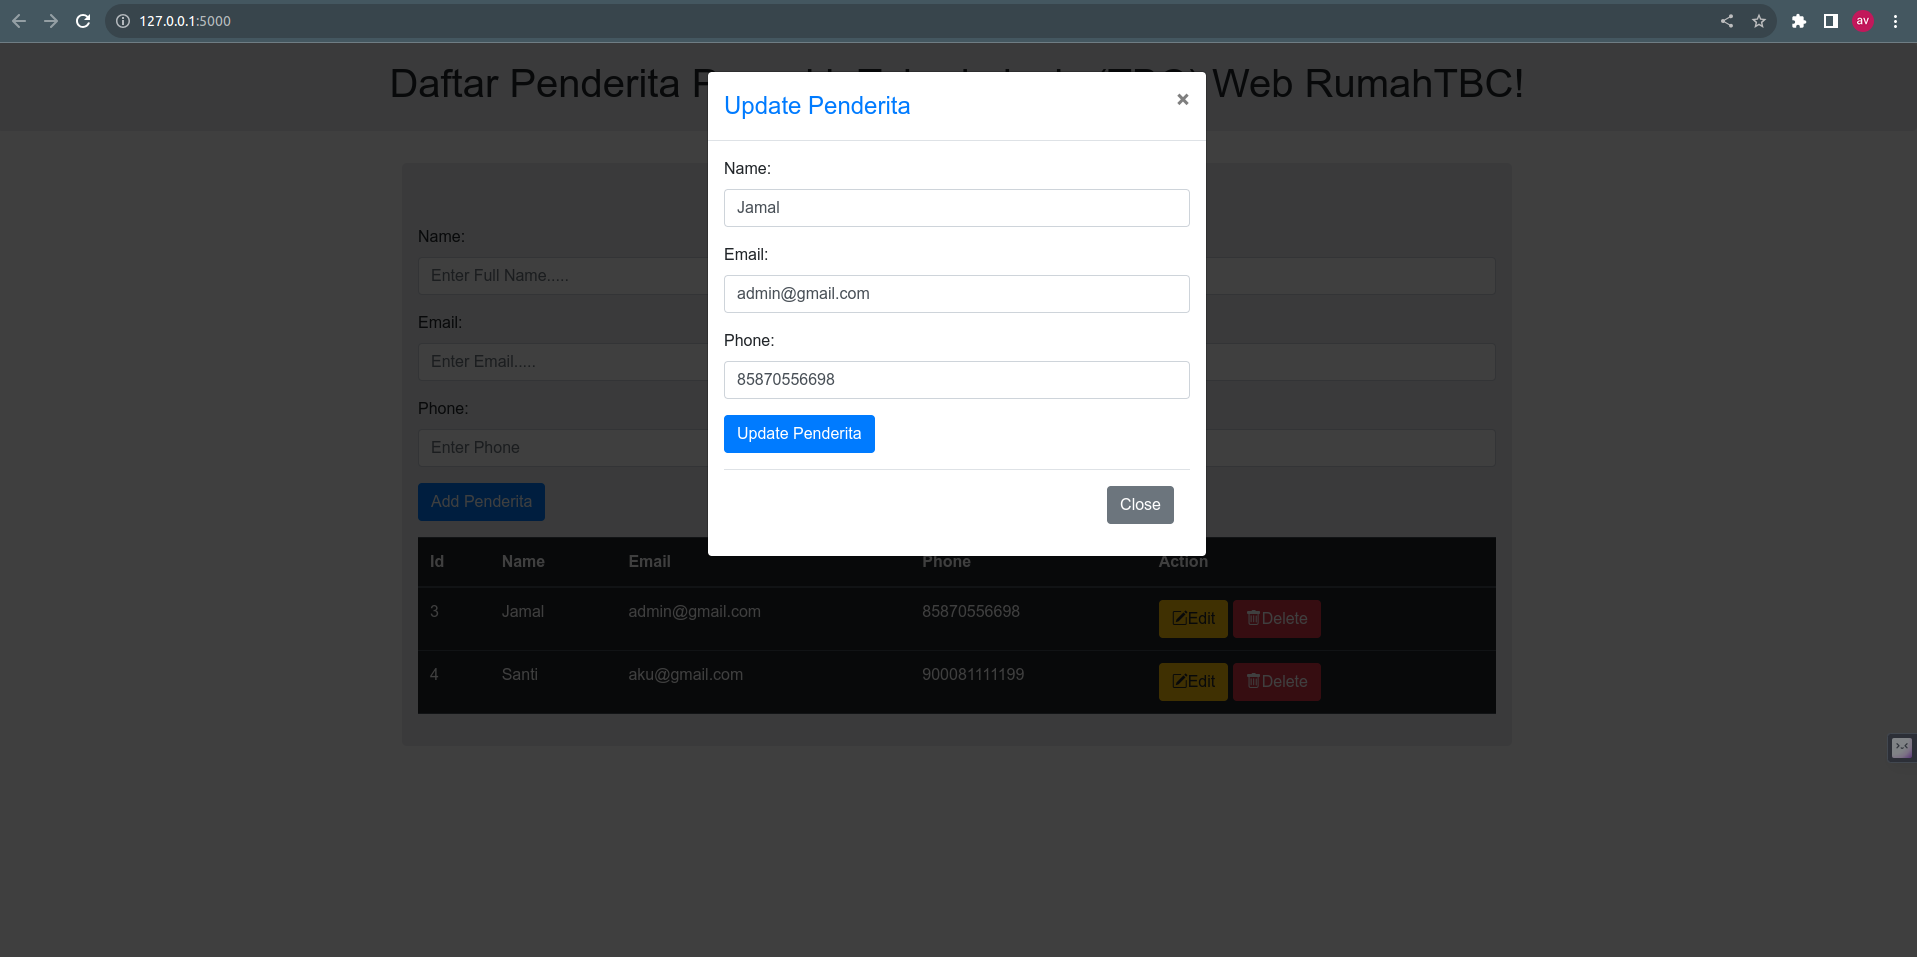 127.0.0.1:5000
av
Daftar Penderita
Web RumahTBC!
Update Penderita
×
Name:
Jamal
Email:
admin@gmail.com
Phone:
85870556698
Update Penderita
Close
Name:
Enter Full Name.....
Email:
Enter Email.....
Phone:
Enter Phone
Add Penderita
Id Name Email Phone Action
3 Jamal admin@gmail.com 85870556698 Edit Delete
4 Santi aku@gmail.com 900081111199 Edit Delete